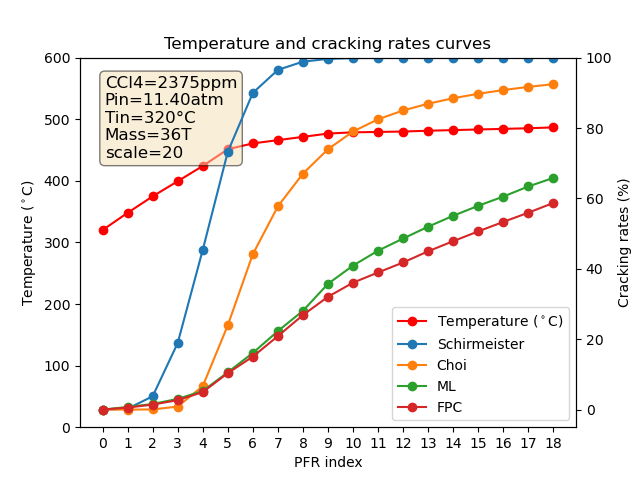 Temperature and cracking rates curves
CCl4=2375ppm
Pin=11.40atm
Tin=320°C
Mass=36T
scale=20
Temperature (°C)
600
500
400
300
200
100
0
Cracking rates (%)
100
80
60
40
20
0
Temperature (°C)
Schirmeister
Choi
ML
FPC
0 1 2 3 4 5 6 7 8 9 10 11 12 13 14 15 16 17 18
PFR index